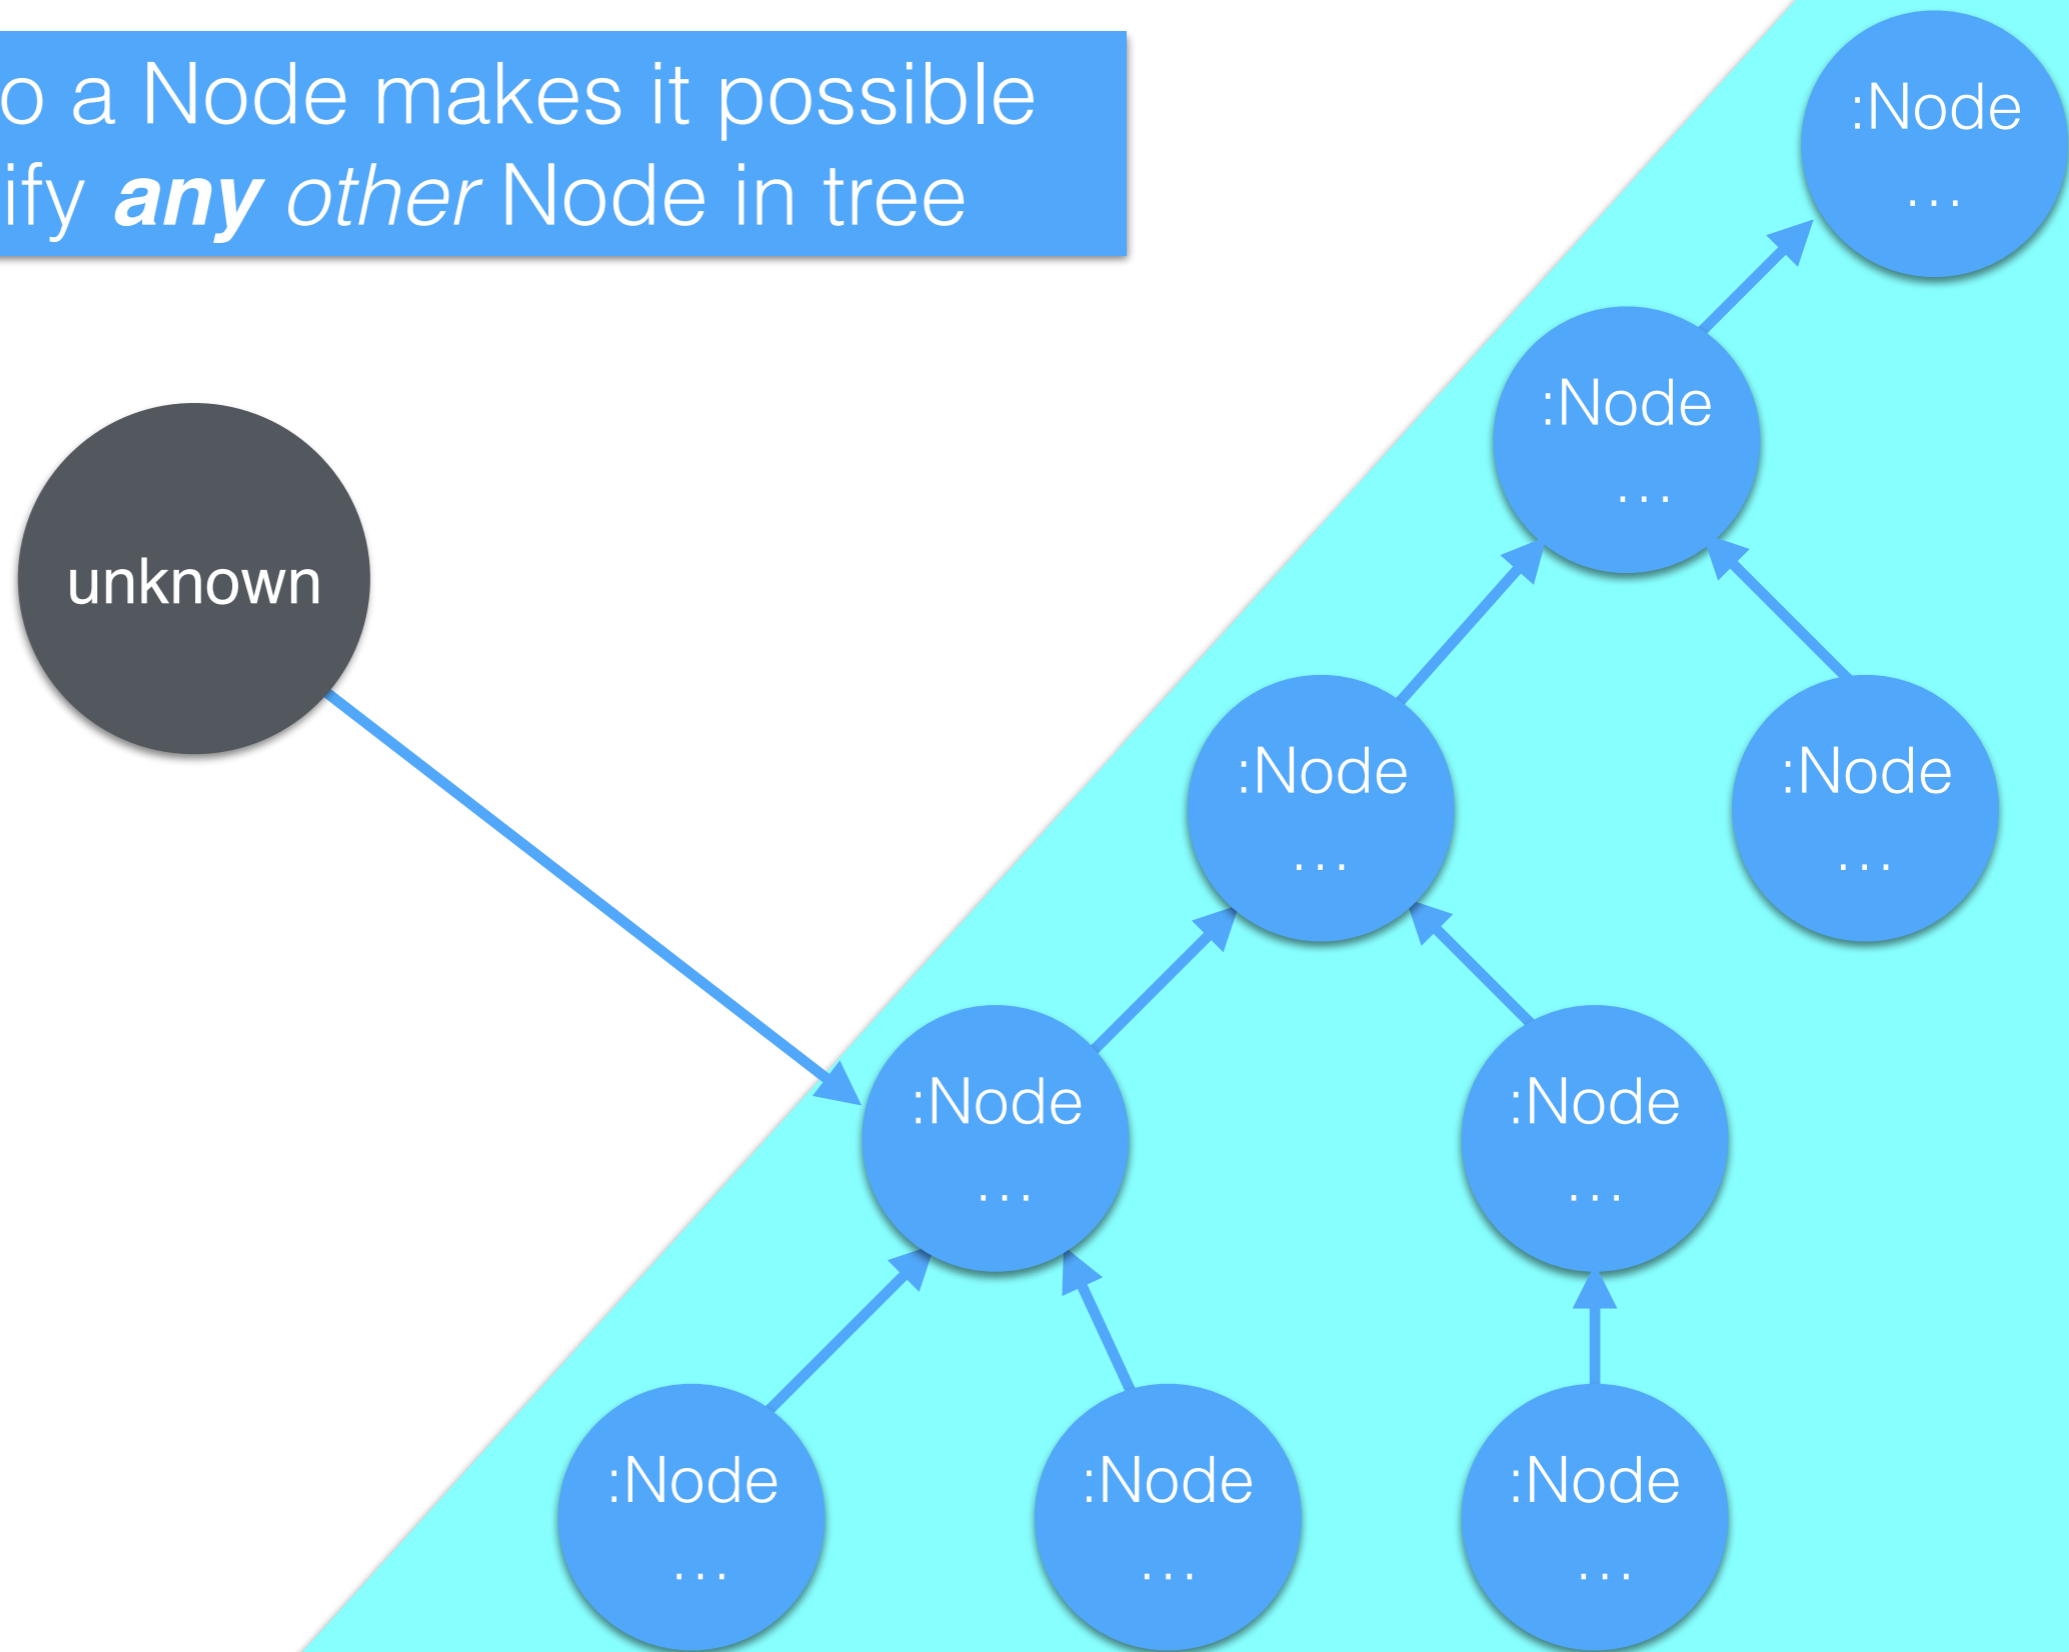 o a Node makes it possible
ify any other Node in tree
:Node
...
:Node
...
unknown
:Node
...
:Node
...
:Node
...
:Node
...
:Node
...
:Node
...
:Node
...